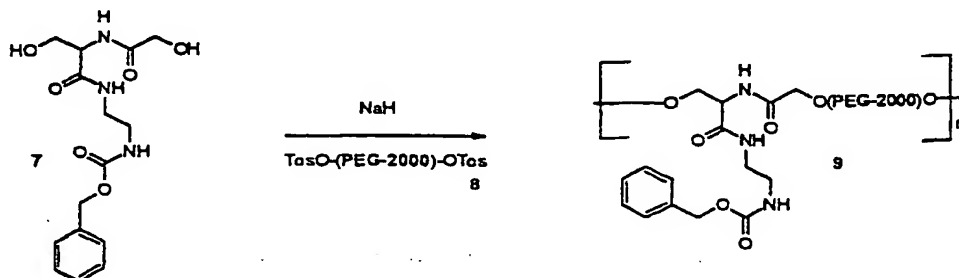 H
N
HO
OH
O
O
NH
7
O
NH
O
NaH
TosO-(PEG-2000)-OTos
8
H
N
O
O(PEG-2000)O
n
O
O
NH
9
O
NH
O